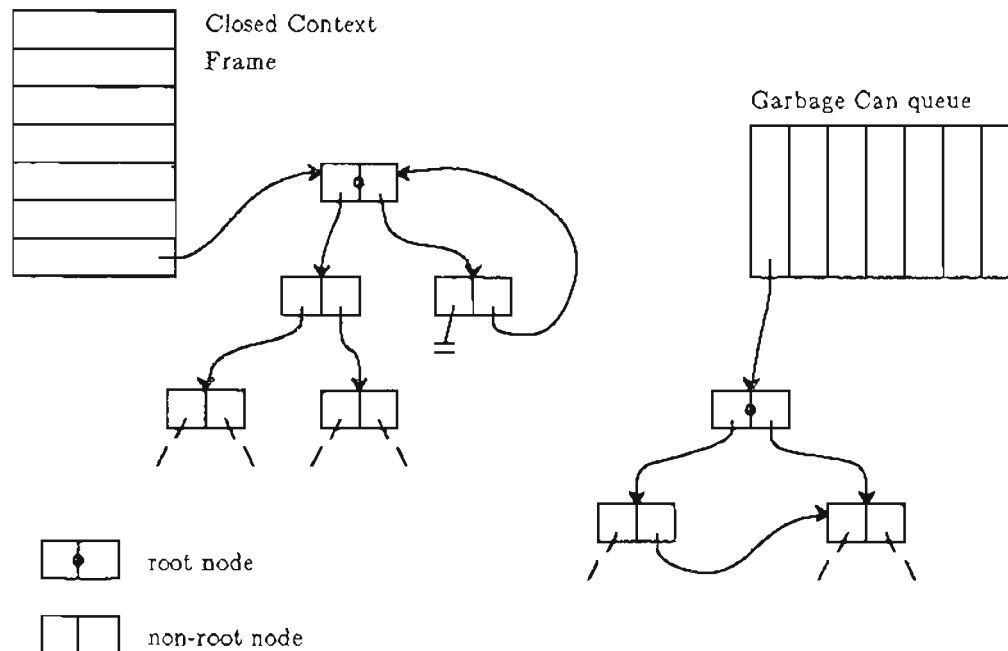 Closed Context
Frame
Garbage Can queue
root node
non-root node